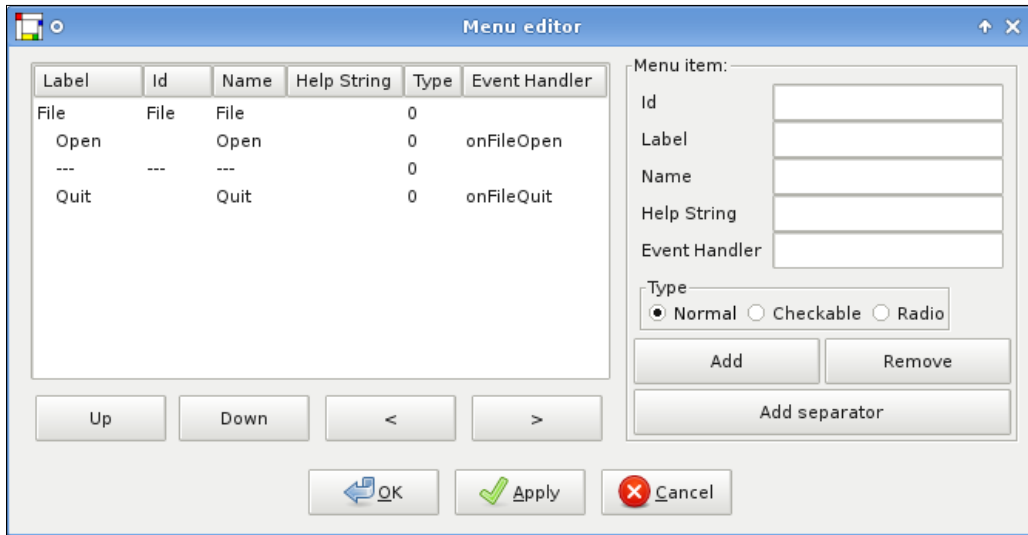 Menu editor
Label Id Name Help String Type Event Handler
File File File 0
Open Open 0 onFileOpen
--- --- --- 0
Quit Quit 0 onFileQuit
Up Down < >
Menu item:
Id
Label
Name
Help String
Event Handler
Type
Normal Checkable Radio
Add Remove
Add separator
OK Apply Cancel